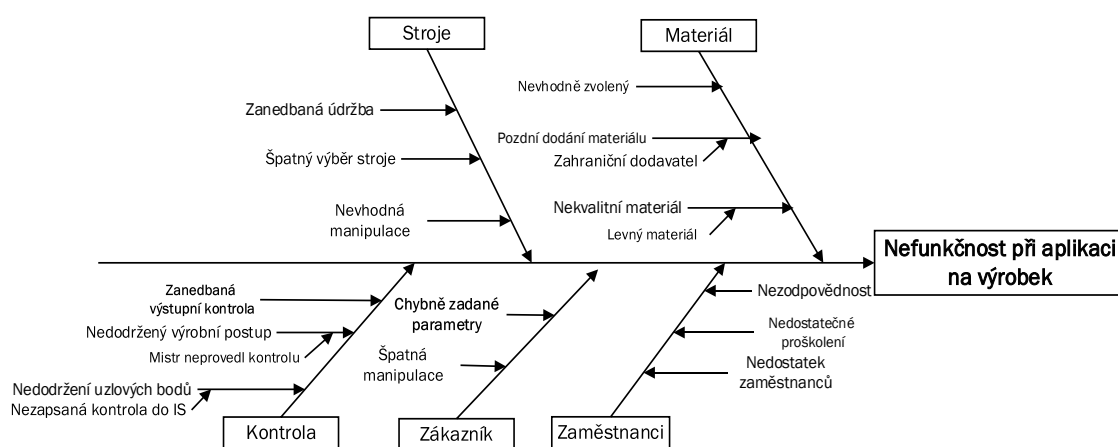 Stroje
Materiál
Nevhodně zvolený
Zanedbaná údržba
Pozdní dodání materiálu
Zahraniční dodavatel
Špatný výběr stroje
Nevhodná
manipulace
Nekvalitní materiál
Levný materiál
Nefunkčnost při aplikaci
na výrobek
Zanedbaná
výstupní kontrola
Nedodržený výrobní postup
Mistr neprovedl kontrolu
Nedodržení uzlových bodů
Nezapsaná kontrola do IS
Chybně zadané
parametry
Špatná
manipulace
Nezodpovědnost
Nedostatečné
proškolení
Nedostatek
zaměstnanců
Kontrola
Zákazník
Zaměstnanci